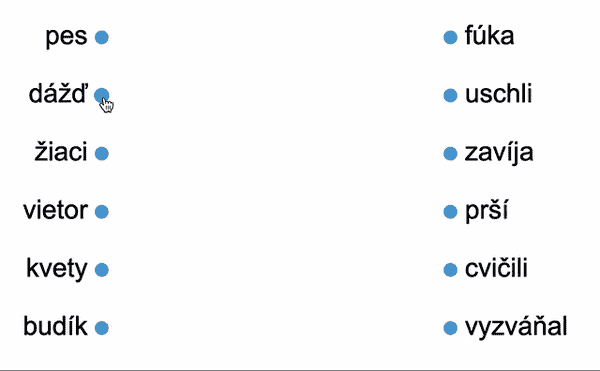 pes fúka
dážď uschli
žiaci zavíja
vietor prší
kvety cvičili
budík vyzváňal